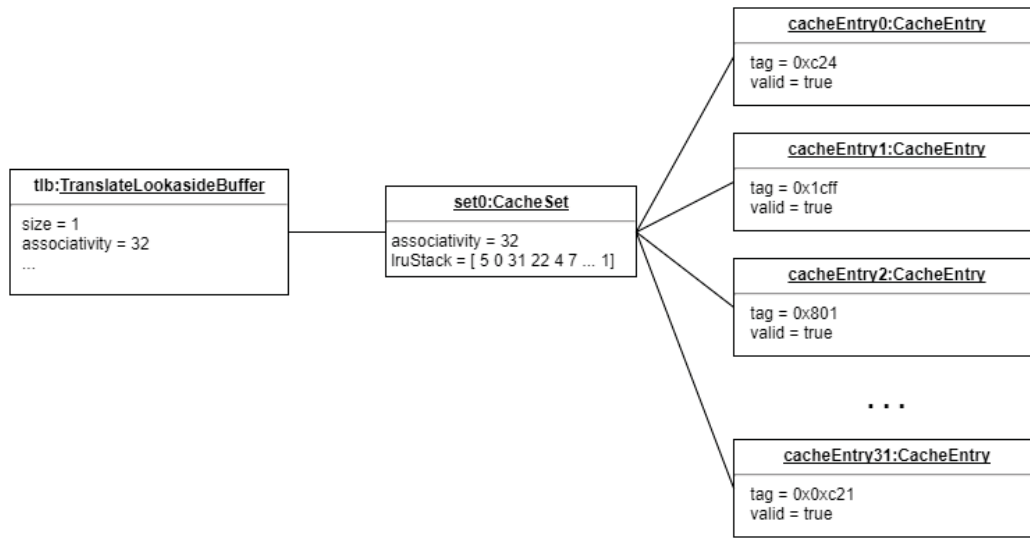 tlb:TranslateLookasideBuffer
size = 1
associativity = 32
...
set0:CacheSet
associativity = 32
lruStack = [ 5 0 31 22 4 7 ... 1]
cacheEntry0:CacheEntry
tag = 0xc24
valid = true
cacheEntry1:CacheEntry
tag = 0x1cff
valid = true
cacheEntry2:CacheEntry
tag = 0x801
valid = true
...
cacheEntry31:CacheEntry
tag = 0x0xc21
valid = true